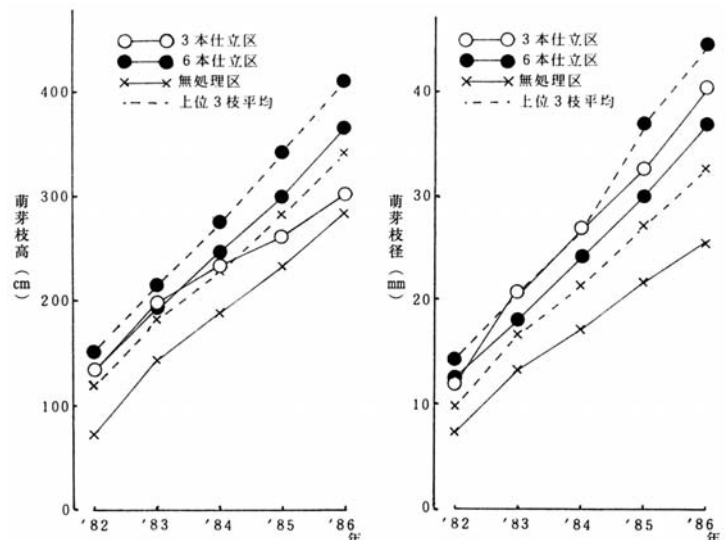 3本仕立区
6本仕立区
無処理区
上位3枝平均
400
300
200
100
0
萌芽枝高(cm)
'82
'83
'84
'85
'86
年
3本仕立区
6本仕立区
無処理区
上位3枝平均
40
30
20
10
0
萌芽枝径(mm)
'82
'83
'84
'85
'86
年